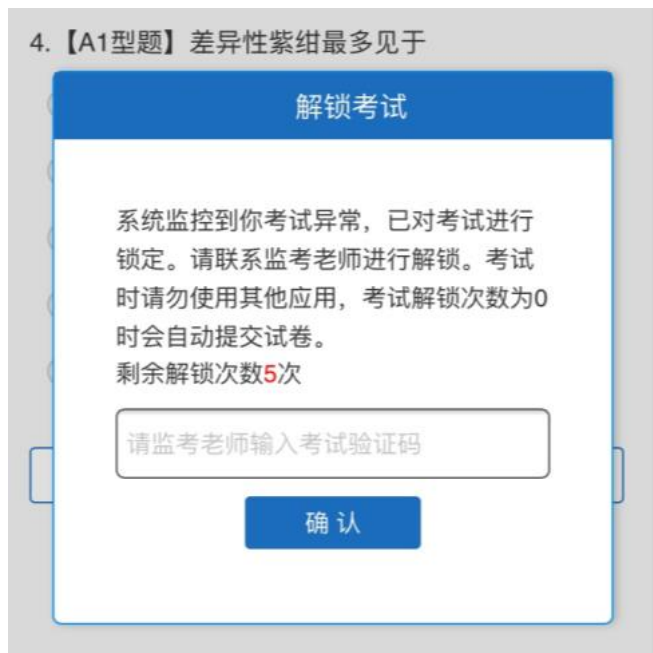 4.【A1型题】差异性紫绀最多见于
解锁考试
系统监控到你考试异常，已对考试进行
锁定。请联系监考老师进行解锁。考试
时请勿使用其他应用，考试解锁次数为0
时会自动提交试卷。
剩余解锁次数5次
请监考老师输入考试验证码
确认